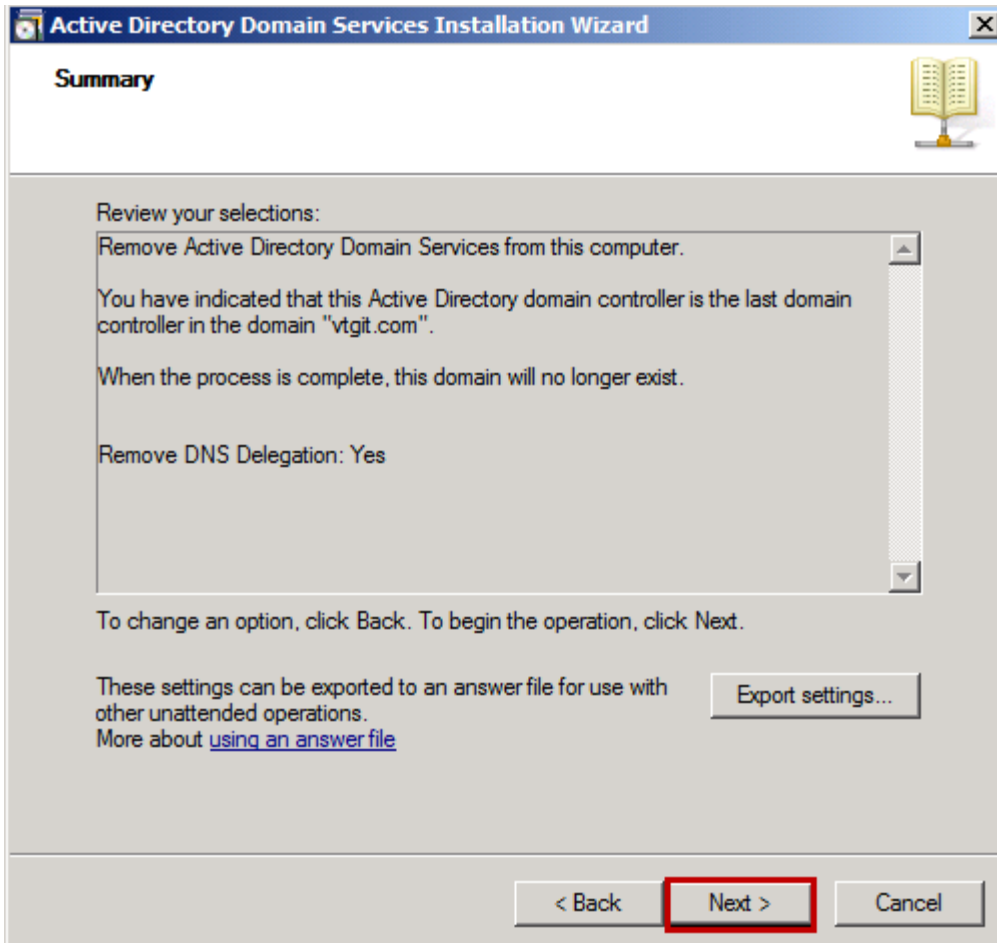 Active Directory Domain Services Installation Wizard
Summary
Review your selections:
Remove Active Directory Domain Services from this computer.
You have indicated that this Active Directory domain controller is the last domain
controller in the domain "vtgit.com".
When the process is complete, this domain will no longer exist.
Remove DNS Delegation: Yes
To change an option, click Back. To begin the operation, click Next.
These settings can be exported to an answer file for use with
other unattended operations.
More about using an answer file
Export settings...
< Back
Next >
Cancel